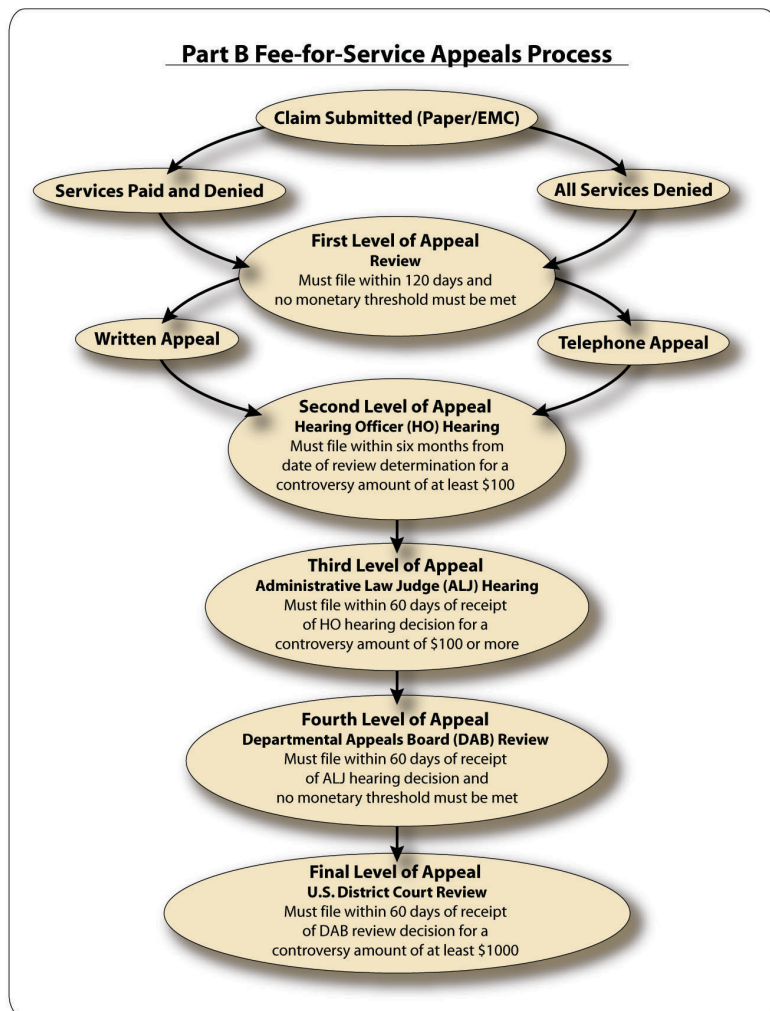 Part B Fee-for-Service Appeals Process
Claim Submitted (Paper/EMC)
Services Paid and Denied
All Services Denied
First Level of Appeal
Review
Must file within 120 days and
no monetary threshold must be met
Written Appeal
Telephone Appeal
Second Level of Appeal
Hearing Officer (HO) Hearing
Must file within six months from
date of review determination for a
controversy amount of at least $100
Third Level of Appeal
Administrative Law Judge (ALJ) Hearing
Must file within 60 days of receipt
of HO hearing decision for a
controversy amount of $100 or more
Fourth Level of Appeal
Departmental Appeals Board (DAB) Review
Must file within 60 days of receipt
of ALJ hearing decision and
no monetary threshold must be met
Final Level of Appeal
U.S. District Court Review
Must file within 60 days of receipt
of DAB review decision for a
controversy amount of at least $1000